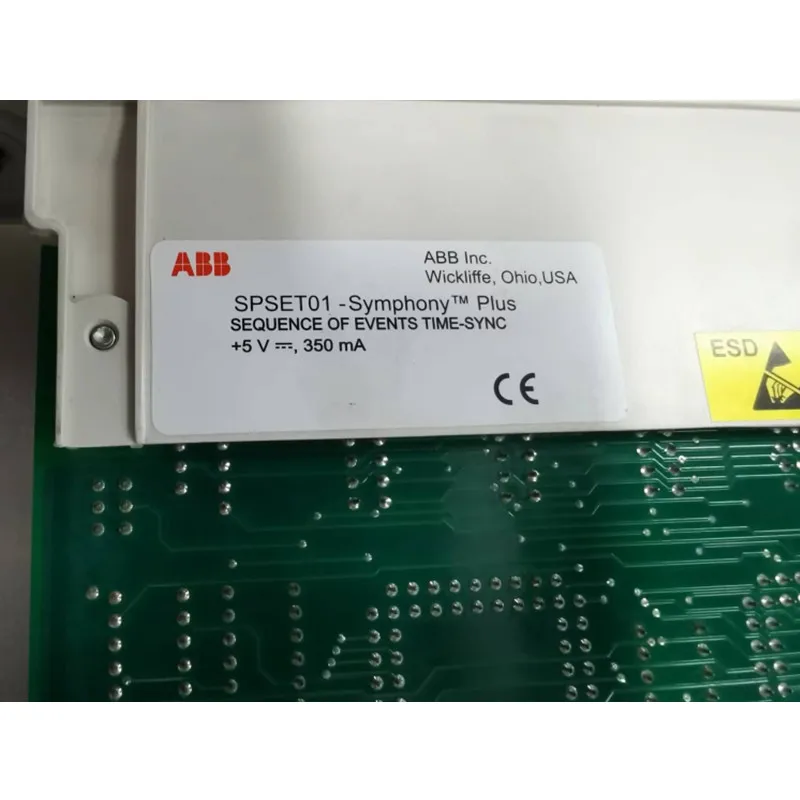 ABB
ABB Inc.
Wickliffe, Ohio,USA
SPSET01 -Symphony™ Plus
SEQUENCE OF EVENTS TIME-SYNC
+5 V ⎓, 350 mA
CE
ESD